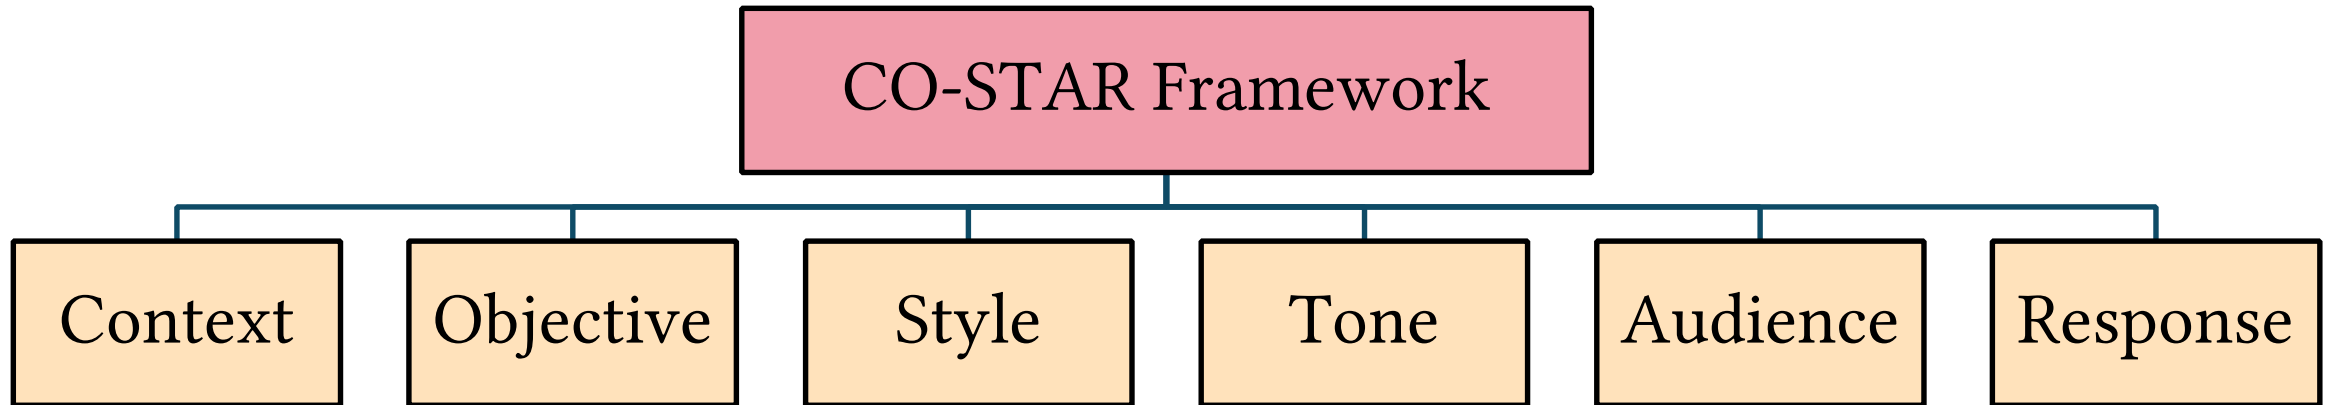 CO-STAR Framework
Context
Objective
Style
Tone
Audience
Response